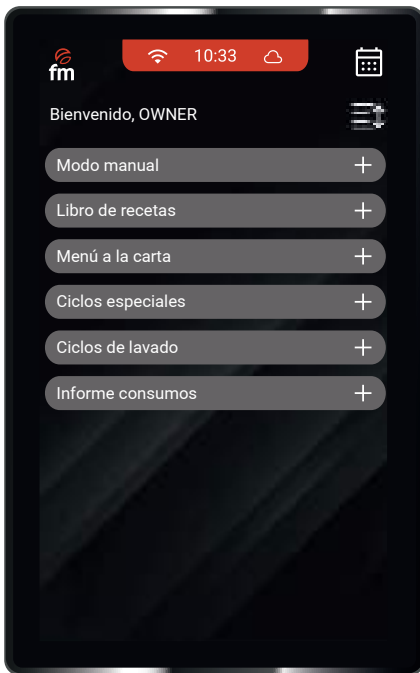 fm
10:33
Bienvenido, OWNER
Modo manual
Libro de recetas
Menú a la carta
Ciclos especiales
Ciclos de lavado
Informe consumos